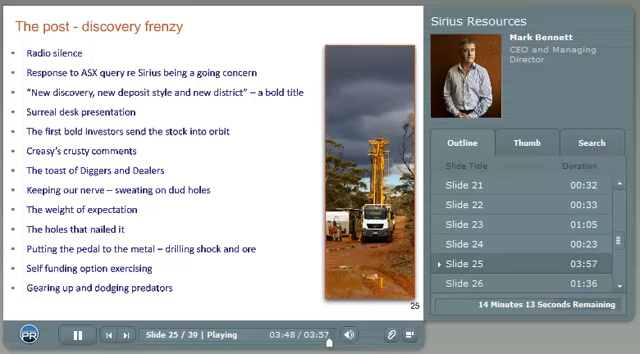 The post - discovery frenzy
Radio silence
Response to ASX query re Sirius being a going concern
“New discovery, new deposit style and new district” – a bold title
Surreal desk presentation
The first bold investors send the stock into orbit
Creasy's crusty comments
The toast of Diggers and Dealers
Keeping our nerve – sweating on dud holes
The weight of expectation
The holes that nailed it
Putting the pedal to the metal – drilling shock and ore
Self funding option exercising
Gearing up and dodging predators
25
Sirius Resources
Mark Bennett
CEO and Managing
Director
Outline Thumb Search
Slide Title Duration
Slide 21 00:32
Slide 22 00:33
Slide 23 01:05
Slide 24 00:23
Slide 25 03:57
Slide 26 01:36
14 Minutes 13 Seconds Remaining
PR
Slide 25 / 39 | Playing 03:48 / 03:57